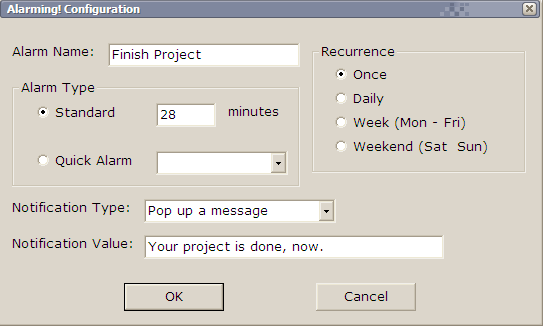 Alarming! Configuration
Alarm Name: Finish Project
Alarm Type
Standard 28 minutes
Quick Alarm
Recurrence
Once
Daily
Week (Mon - Fri)
Weekend (Sat Sun)
Notification Type: Pop up a message
Notification Value: Your project is done, now.
OK Cancel